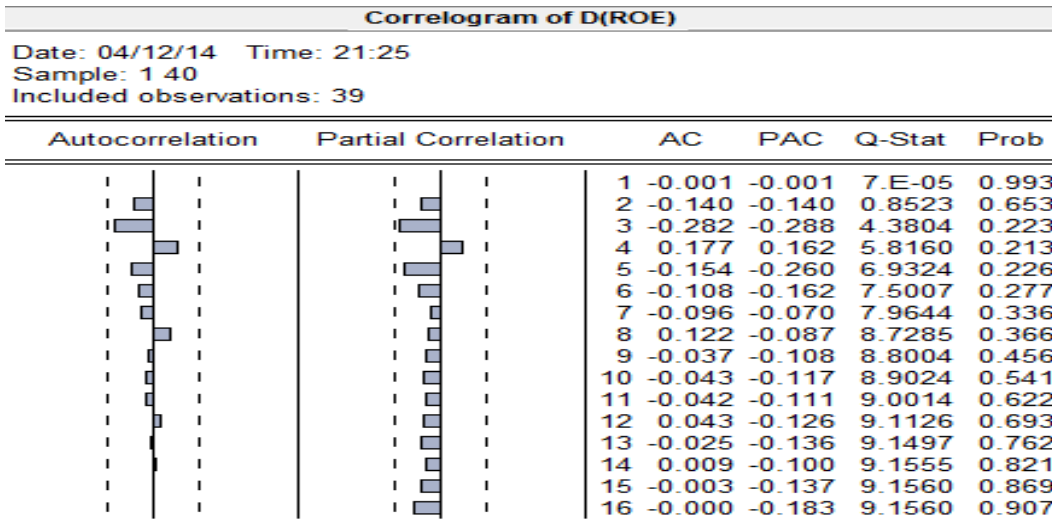 Correlogram of D(ROE)
Date: 04/12/14 Time: 21:25
Sample: 1 40
Included observations: 39
Autocorrelation Partial Correlation AC PAC Q-Stat Prob
1 -0.001 -0.001 7.E-05 0.993
2 -0.140 -0.140 0.8523 0.653
3 -0.282 -0.288 4.3804 0.223
4 0.177 0.162 5.8160 0.213
5 -0.154 -0.260 6.9324 0.226
6 -0.108 -0.162 7.5007 0.277
7 -0.096 -0.070 7.9644 0.336
8 0.122 -0.087 8.7285 0.366
9 -0.037 -0.108 8.8004 0.456
10 -0.043 -0.117 8.9024 0.541
11 -0.042 -0.111 9.0014 0.622
12 0.043 -0.126 9.1126 0.693
13 -0.025 -0.136 9.1497 0.762
14 0.009 -0.100 9.1555 0.821
15 -0.003 -0.137 9.1560 0.869
16 -0.000 -0.183 9.1560 0.907